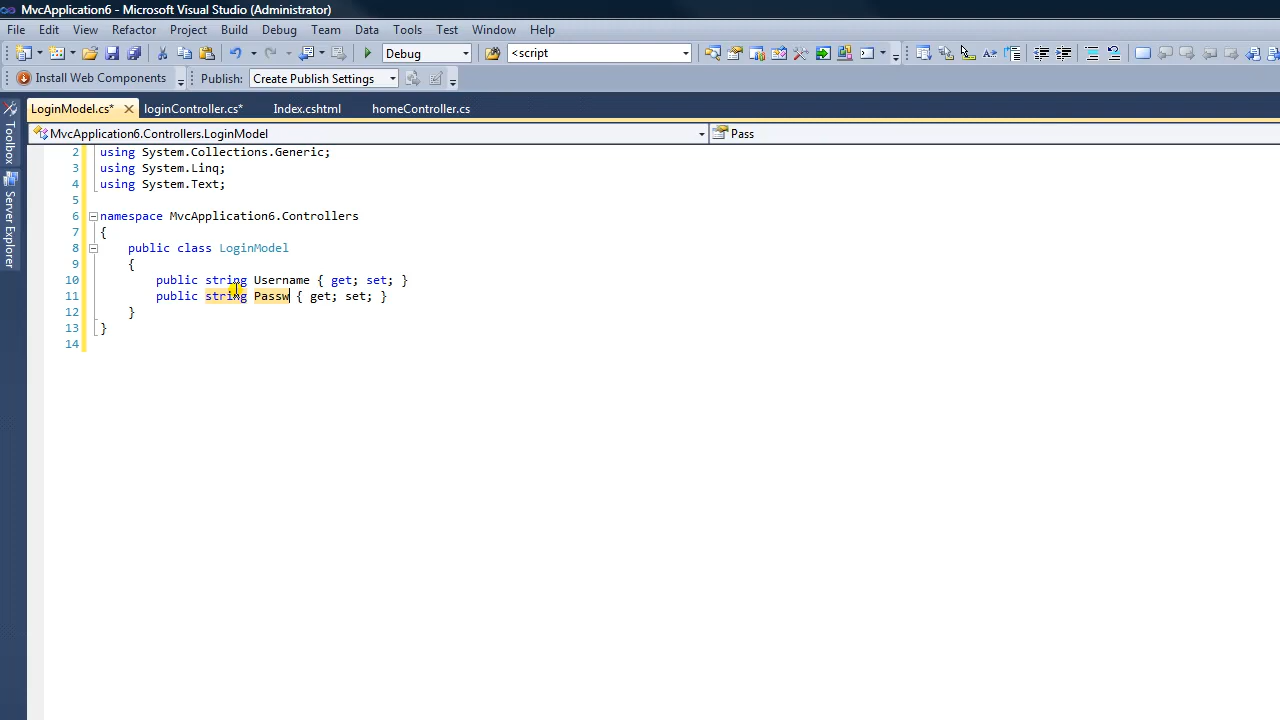 MvcApplication6 - Microsoft Visual Studio (Administrator)
File Edit View Refactor Project Build Debug Team Data Tools Test Window Help
Debug <script
Install Web Components Publish: Create Publish Settings
LoginModel.cs* loginController.cs* Index.cshtml homeController.cs
MvcApplication6.Controllers.LoginModel Pass
Toolbox
Server Explorer
2 using System.Collections.Generic;
3 using System.Linq;
4 using System.Text;
5
6 namespace MvcApplication6.Controllers
7 {
8 public class LoginModel
9 {
10 public string Username { get; set; }
11 public string Passw { get; set; }
12 }
13 }
14